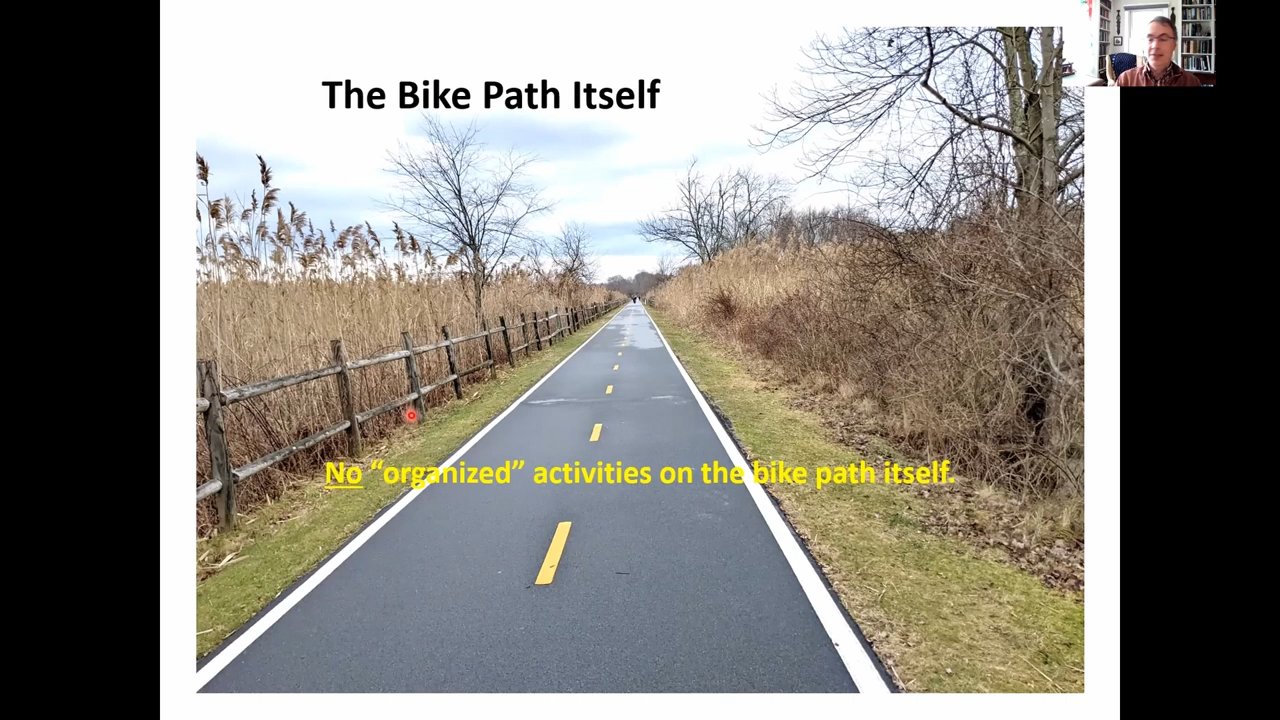 The Bike Path Itself
No “organized” activities on the bike path itself.